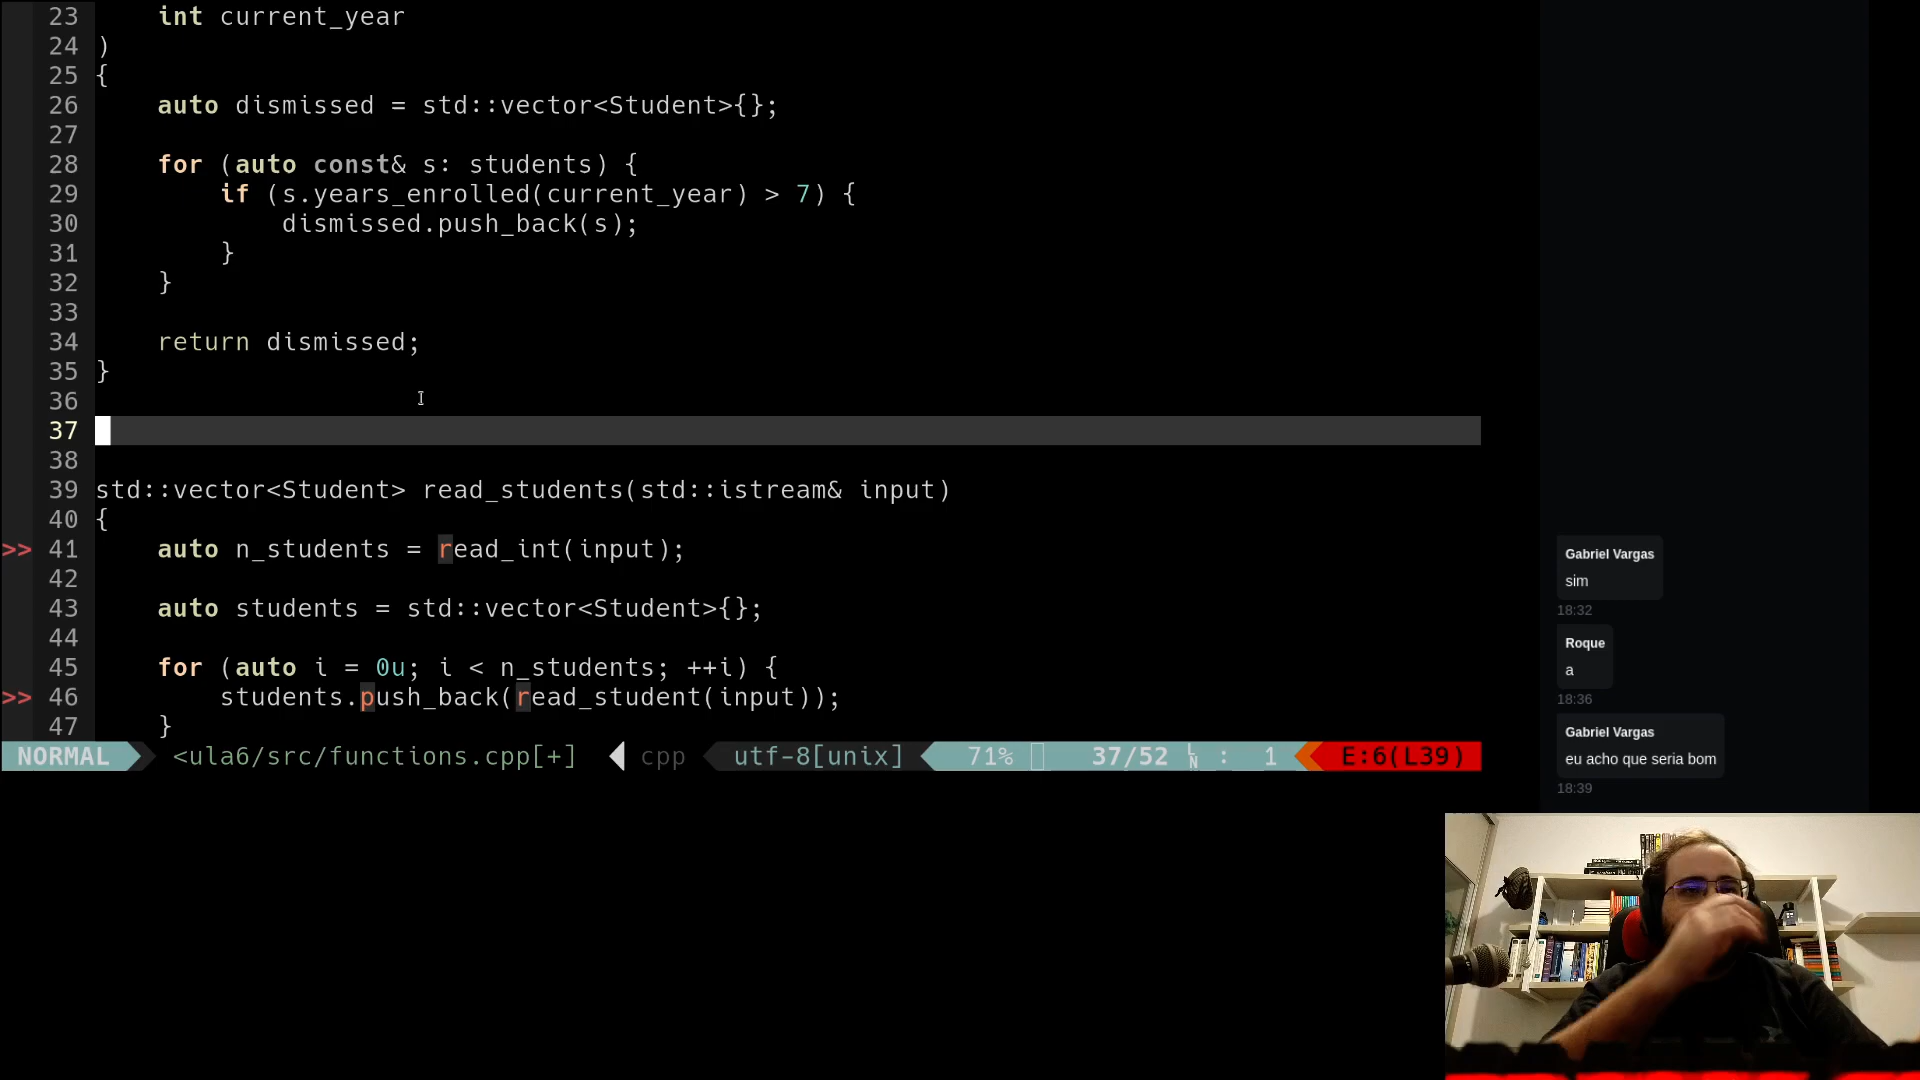 23     int current_year
24 )
25 {
26     auto dismissed = std::vector<Student>{};
27
28     for (auto const& s: students) {
29         if (s.years_enrolled(current_year) > 7) {
30             dismissed.push_back(s);
31         }
32     }
33
34     return dismissed;
35 }
36
37
38
39 std::vector<Student> read_students(std::istream& input)
40 {
>> 41     auto n_students = read_int(input);
42
43     auto students = std::vector<Student>{};
44
45     for (auto i = 0u; i < n_students; ++i) {
>> 46         students.push_back(read_student(input));
47     }
NORMAL <ula6/src/functions.cpp[+] cpp utf-8[unix] 71% 37/52 LN : 1 E:6(L39)
Gabriel Vargas
sim
18:32
Roque
a
18:36
Gabriel Vargas
eu acho que seria bom
18:39